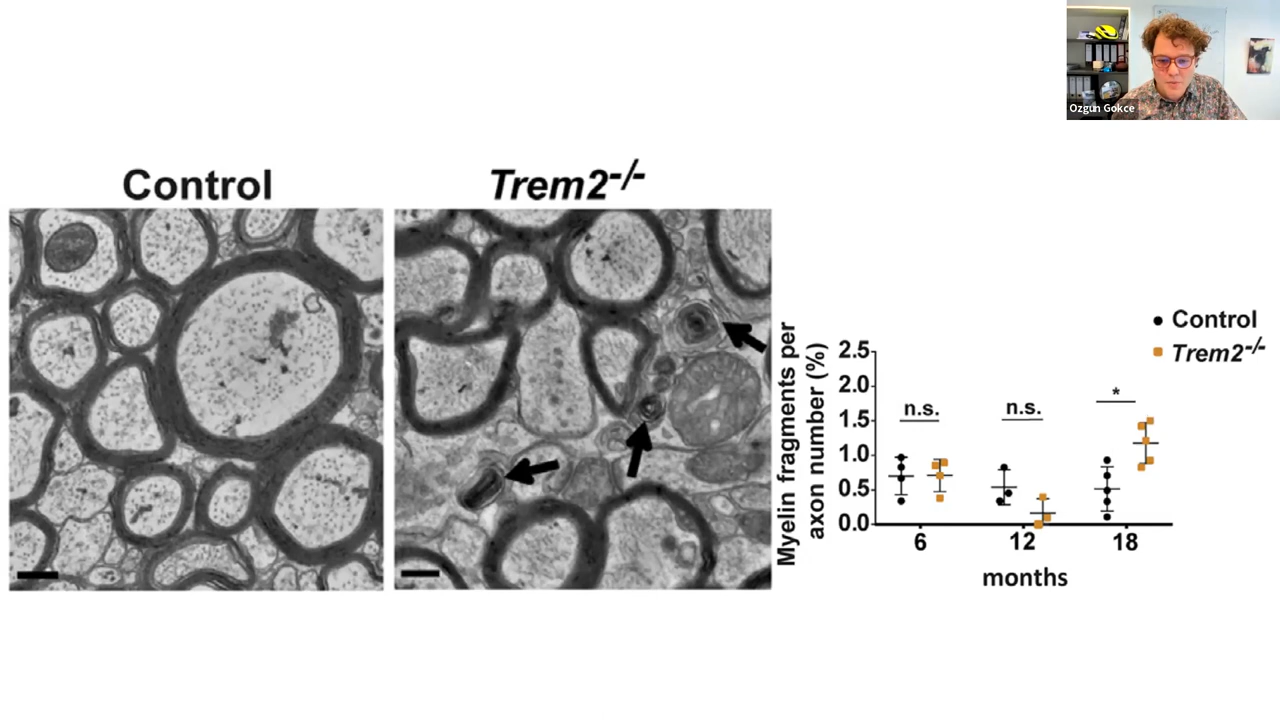 Ozgun Gokce
Control
Trem2-/-
Myelin fragments per
axon number (%)
2.5
2.0
1.5
1.0
0.5
0.0
n.s.
n.s.
*
6
12
18
months
Control
Trem2-/-